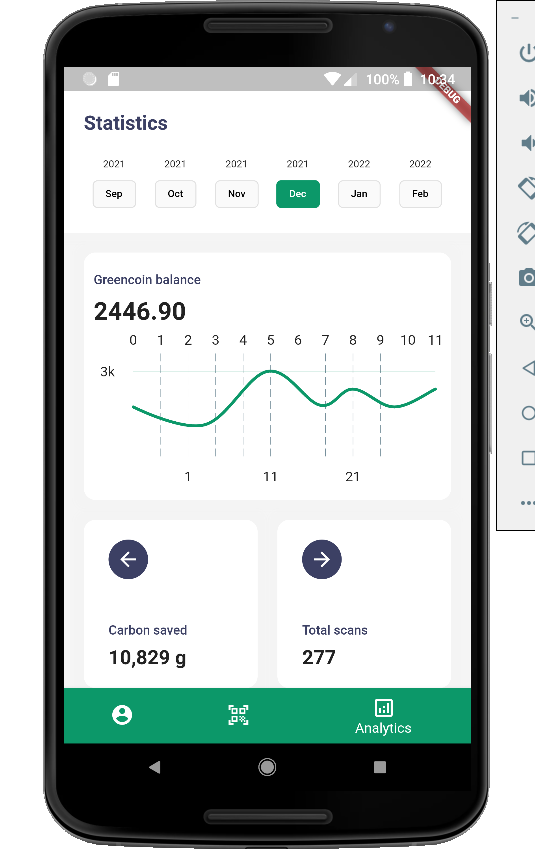 100% 10:34
DEBUG
Statistics
2021 2021 2021 2021 2022 2022
Sep Oct Nov Dec Jan Feb
Greencoin balance
2446.90
0 1 2 3 4 5 6 7 8 9 10 11
3k
1 11 21
Carbon saved Total scans
10,829 g 277
Analytics